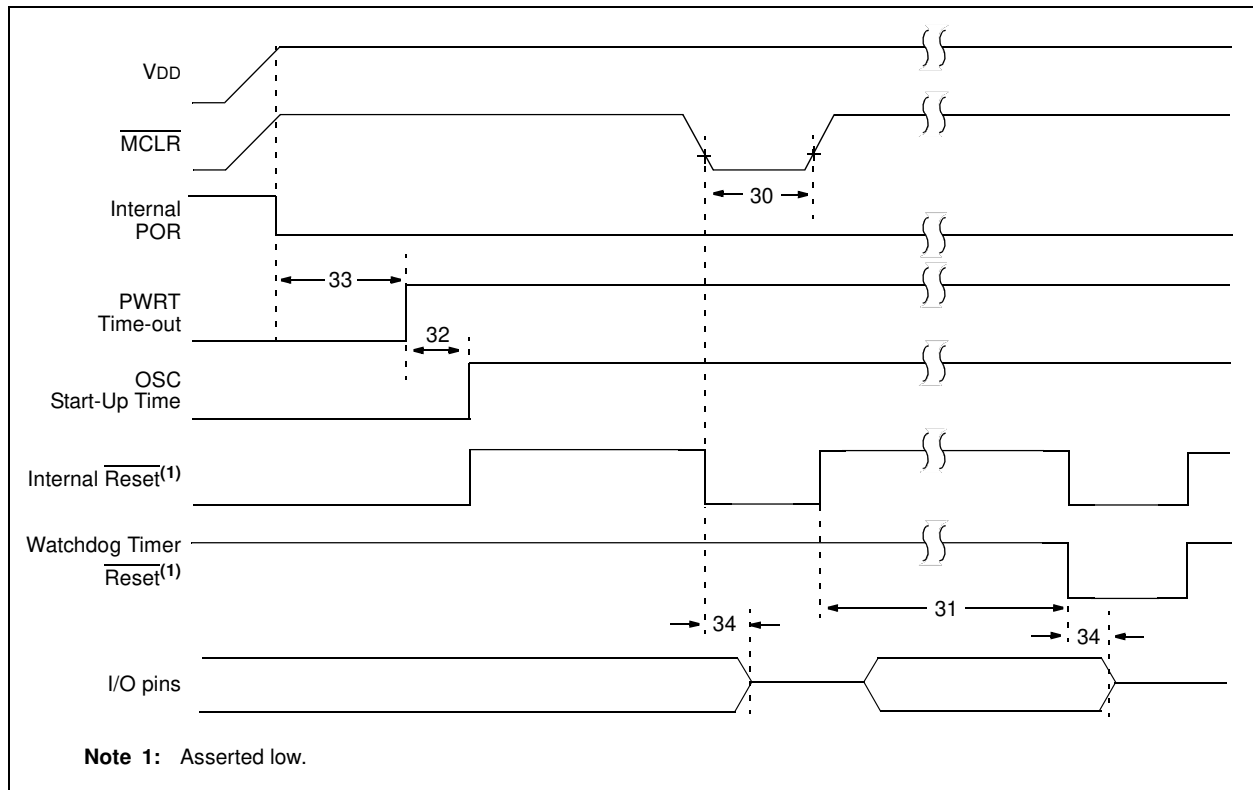 VDD
MCLR
Internal
POR
30
33
PWRT
Time-out
32
OSC
Start-Up Time
Internal Reset(1)
Watchdog Timer
Reset(1)
31
34
34
I/O pins
Note 1: Asserted low.